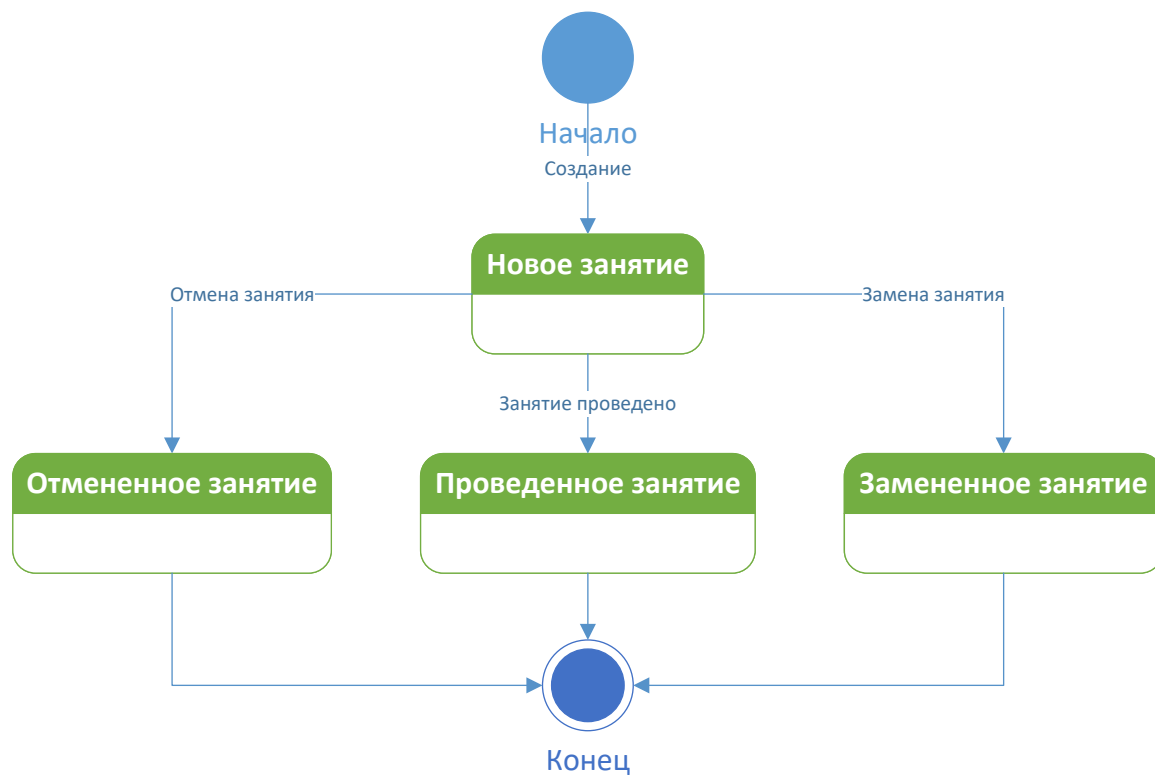 Начало
Создание
Новое занятие
Отмена занятия
Замена занятия
Занятие проведено
Отмененное занятие
Проведенное занятие
Замененное занятие
Конец